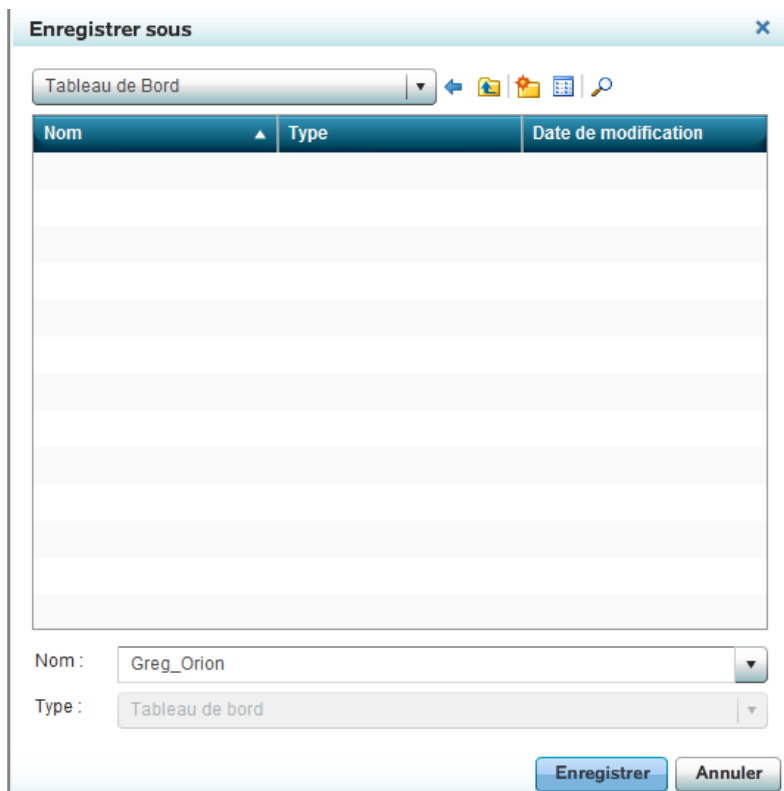 Enregistrer sous
Tableau de Bord
Nom Type Date de modification
Nom : Greg_Orion
Type : Tableau de bord
Enregistrer Annuler